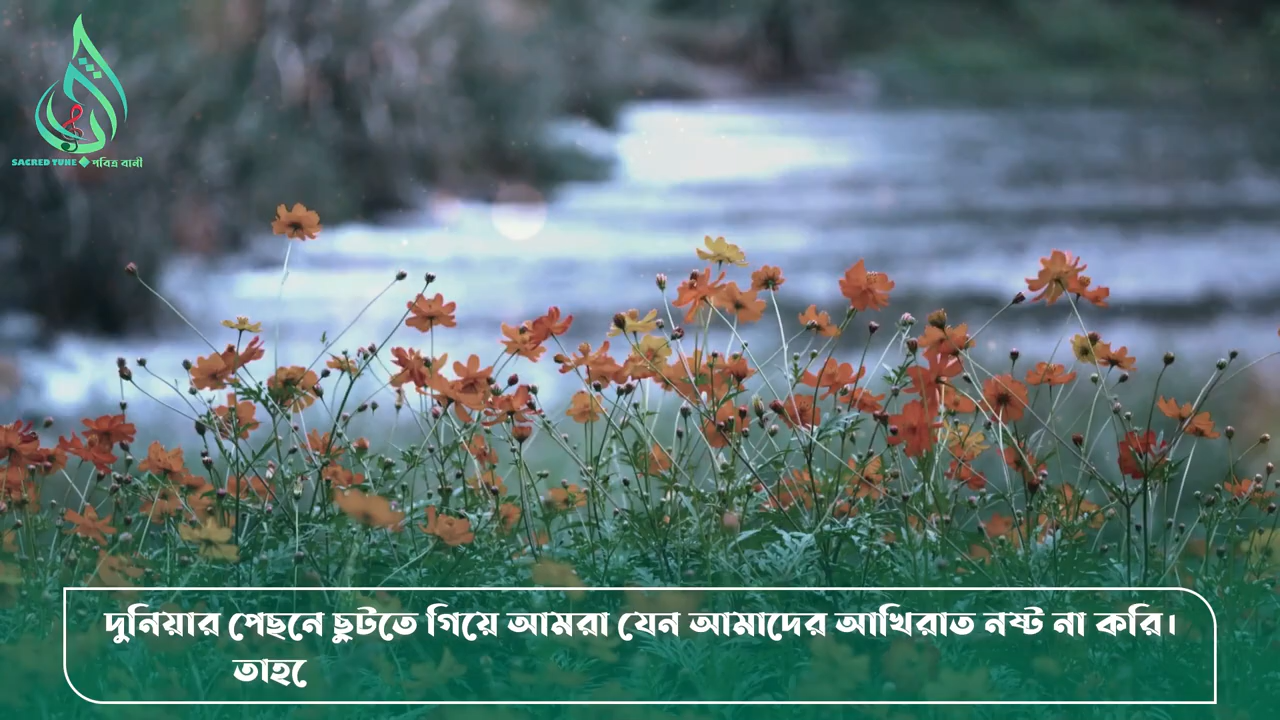 SACRED TUNE ◆ পবিত্র বানী
দুনিয়ার পেছনে ছুটতে গিয়ে আমরা যেন আমাদের আখিরাত নষ্ট না করি।
তাহে